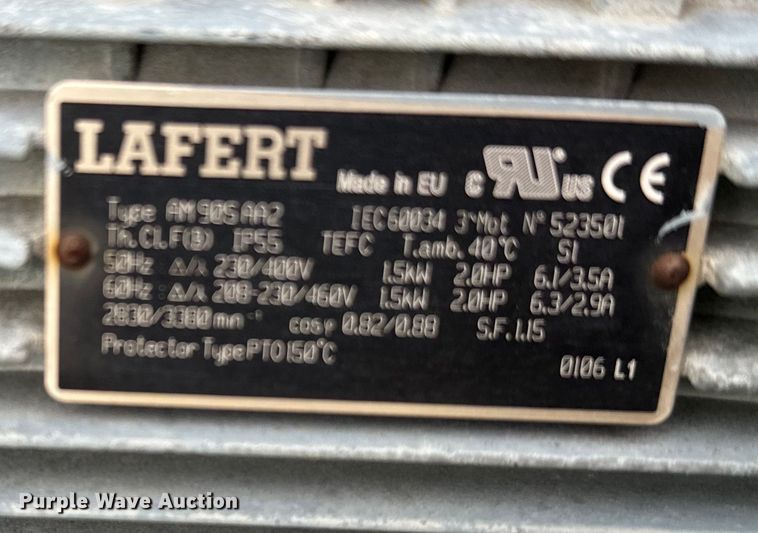 LAFERT
Made in EU c RU US CE
Type AM 90S AA2 IEC60034 3~Mot N° 523501
Th.Cl.F(B) IP55 TEFC T.amb. 40°C S1
50Hz △/⅄ 230/400V 1.5kW 2.0HP 6.1/3.5A
60Hz △/⅄ 208-230/460V 1.5kW 2.0HP 6.3/2.9A
2830/3380 min⁻¹ cosφ 0.82/0.88 S.F. 1.15
Protector Type PTO 150°C
0106 L1
Purple Wave Auction